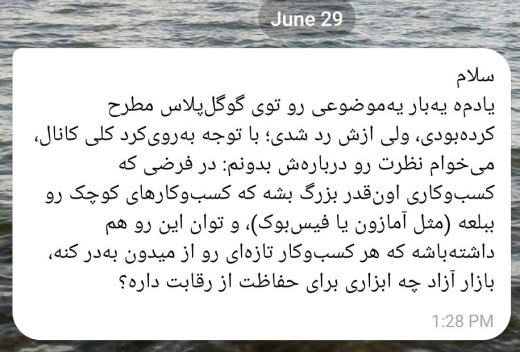 June 29
سلام
یادمه یه‌بار یه‌موضوعی رو توی گوگل‌پلاس مطرح
کرده‌بودی، ولی ازش رد شدی؛ با توجه به‌روی‌کرد کلی کانال،
می‌خوام نظرت رو درباره‌ش بدونم: در فرضی که
کسب‌وکاری اون‌قدر بزرگ بشه که کسب‌وکارهای کوچک رو
ببلعه (مثل آمازون یا فیس‌بوک)، و توان این رو هم
داشته‌باشه که هر کسب‌وکار تازه‌ای رو از میدون به‌در کنه،
بازار آزاد چه ابزاری برای حفاظت از رقابت داره؟
1:28 PM